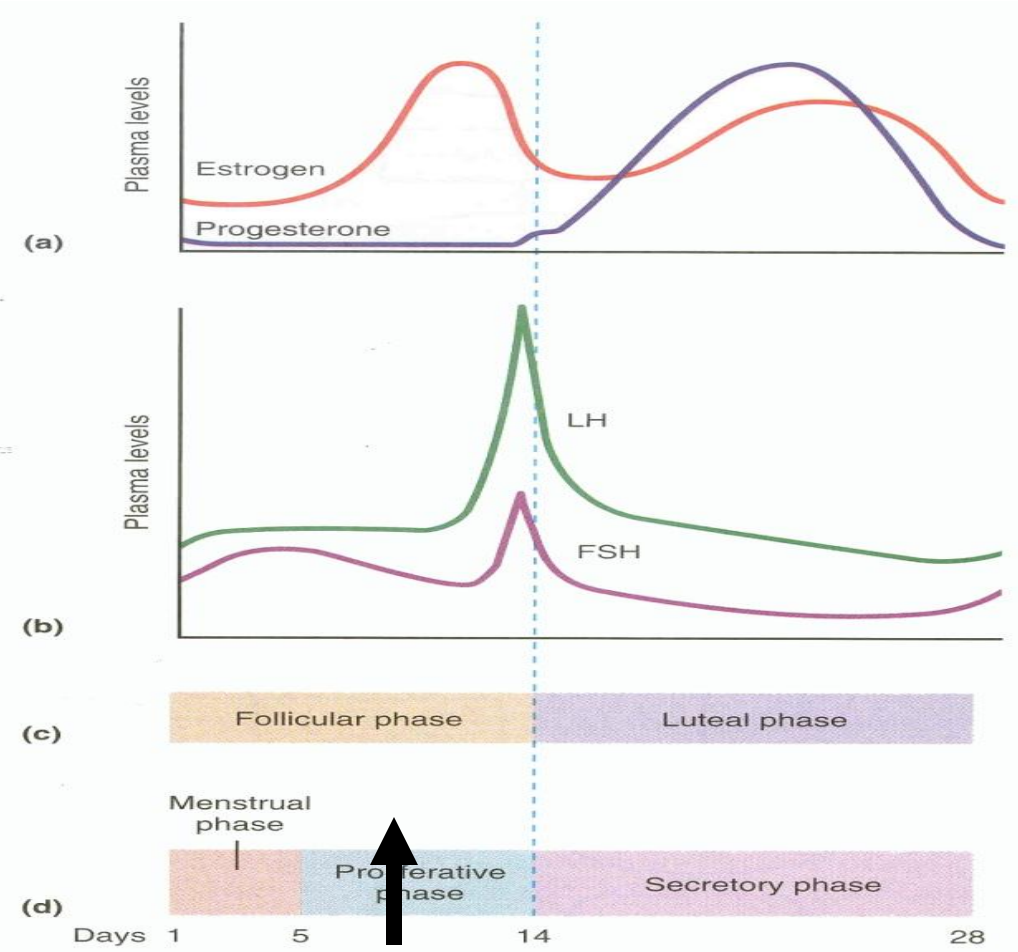 Plasma levels
Estrogen
Progesterone
(a)
Plasma levels
LH
FSH
(b)
Follicular phase
Luteal phase
(c)
Menstrual
phase
phase
Secretory phase
(d)
Days 1 5 14 28